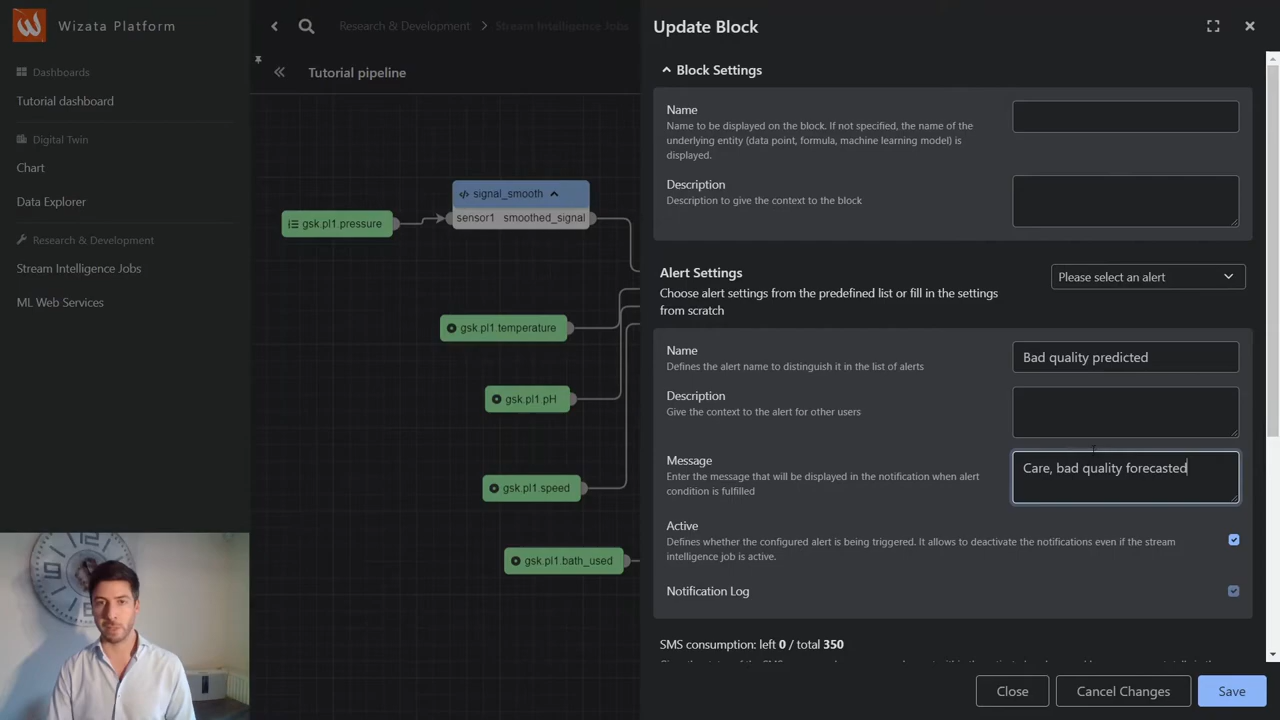 Wizata Platform
Dashboards
Tutorial dashboard
Digital Twin
Chart
Data Explorer
Research & Development
Stream Intelligence Jobs
ML Web Services
Research & Development
Stream Intelligence Jobs
Tutorial pipeline
gsk.pl1.pressure
signal_smooth
sensor1 smoothed_signal
gsk.pl1.temperature
gsk.pl1.pH
gsk.pl1.speed
gsk.pl1.bath_used
Update Block
Block Settings
Name
Name to be displayed on the block. If not specified, the name of the
underlying entity (data point, formula, machine learning model) is
displayed.
Description
Description to give the context to the block
Alert Settings
Please select an alert
Choose alert settings from the predefined list or fill in the settings
from scratch
Name
Defines the alert name to distinguish it in the list of alerts
Bad quality predicted
Description
Give the context to the alert for other users
Message
Enter the message that will be displayed in the notification when alert
condition is fulfilled
Care, bad quality forecasted
Active
Defines whether the configured alert is being triggered. It allows to deactivate the notifications even if the stream
intelligence job is active.
Notification Log
SMS consumption: left 0 / total 350
Close
Cancel Changes
Save